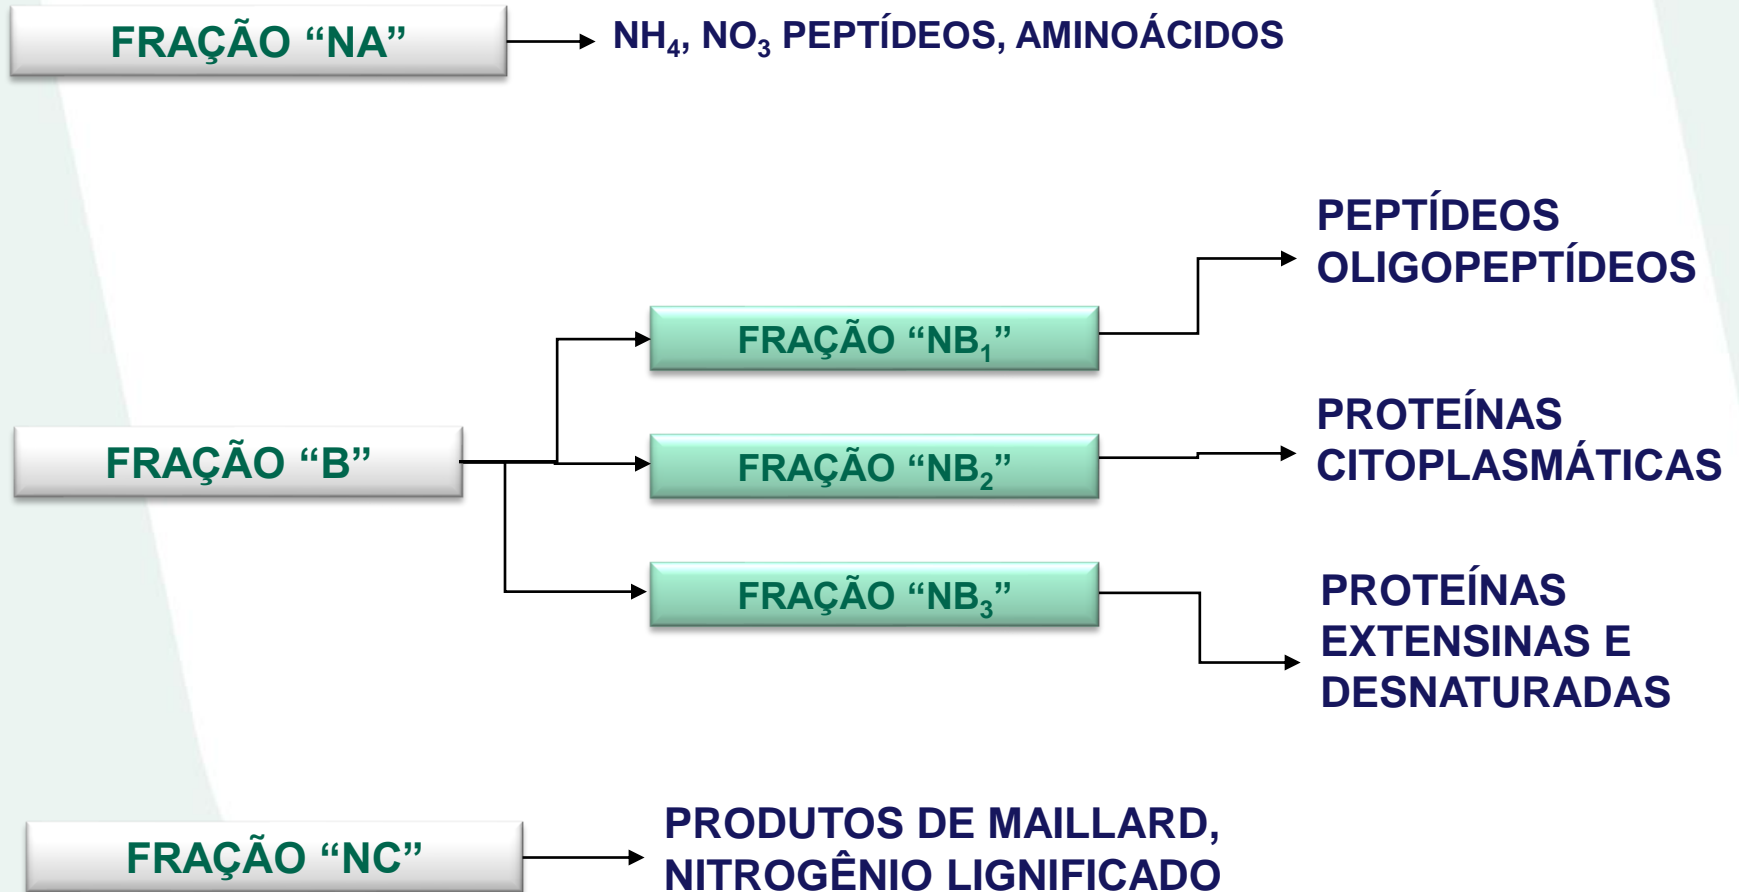 FRAÇÃO “NA”
NH₄, NO₃ PEPTÍDEOS, AMINOÁCIDOS
PEPTÍDEOS
OLIGOPEPTÍDEOS
FRAÇÃO “NB₁”
PROTEÍNAS
CITOPLASMÁTICAS
FRAÇÃO “B”
FRAÇÃO “NB₂”
FRAÇÃO “NB₃”
PROTEÍNAS
EXTENSINAS E
DESNATURADAS
FRAÇÃO “NC”
PRODUTOS DE MAILLARD,
NITROGÊNIO LIGNIFICADO